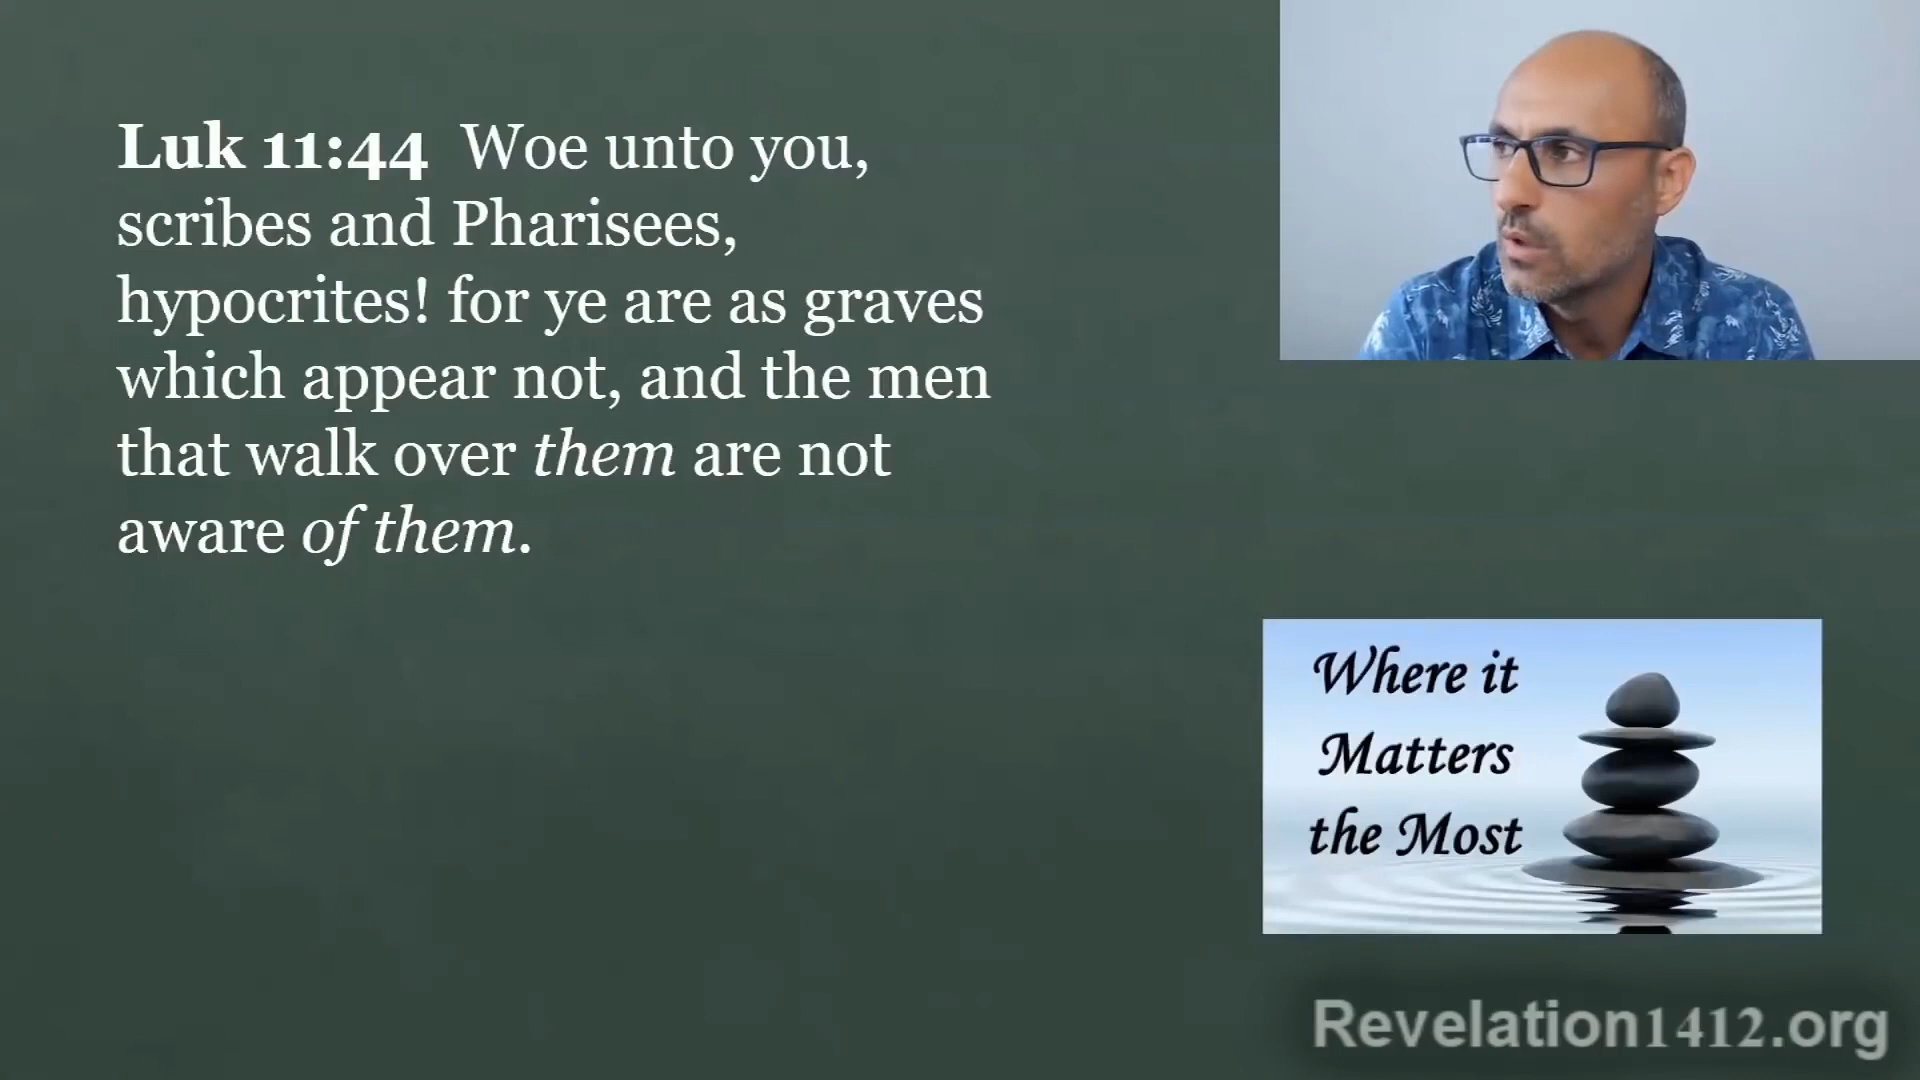 Luk 11:44 Woe unto you,
scribes and Pharisees,
hypocrites! for ye are as graves
which appear not, and the men
that walk over them are not
aware of them.
Where it
Matters
the Most
Revelation1412.org